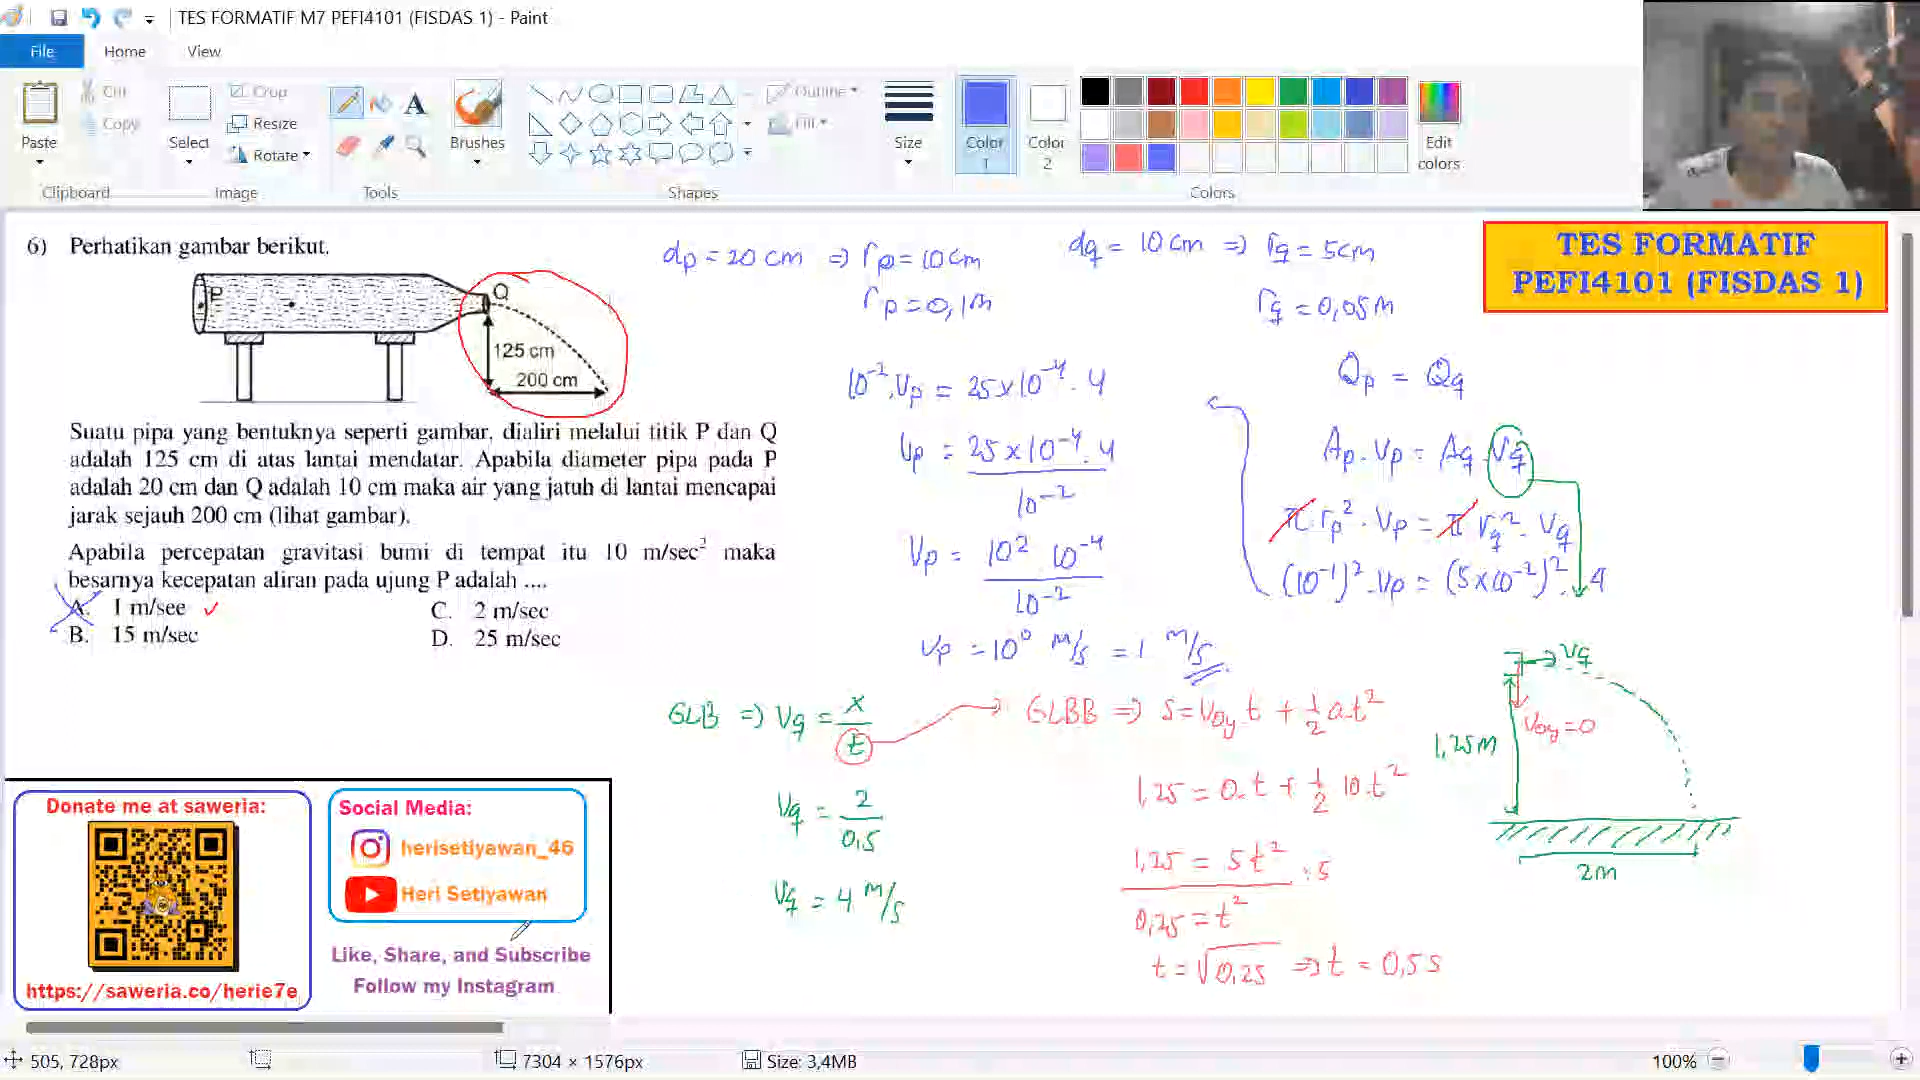 TES FORMATIF M7 PEFI4101 (FISDAS 1) - Paint
File Home View
Paste
Cut
Copy
Clipboard
Select
Crop
Resize
Rotate
Image
A
Tools
Brushes
Shapes
Outline
Fill
Size
Color 1
Color 2
Colors
Edit colors
6) Perhatikan gambar berikut.
P
Q
125 cm
200 cm
Suatu pipa yang bentuknya seperti gambar, dialiri melalui titik P dan Q
adalah 125 cm di atas lantai mendatar. Apabila diameter pipa pada P
adalah 20 cm dan Q adalah 10 cm maka air yang jatuh di lantai mencapai
jarak sejauh 200 cm (lihat gambar).
Apabila percepatan gravitasi bumi di tempat itu 10 m/sec² maka
besarnya kecepatan aliran pada ujung P adalah ....
A. 1 m/see ✓
B. 15 m/sec
C. 2 m/sec
D. 25 m/sec
dp = 20 cm ⇒ rp = 10 cm
rp = 0,1 m
dq = 10 cm ⇒ rq = 5 cm
rq = 0,05 m
Qp = Qq
Ap . Vp = Aq . Vq
π . rp² . Vp = π rq² . Vq
(10⁻¹)² . Vp = (5x10⁻²)² . 4
10⁻² . Vp = 25x10⁻⁴ . 4
Vp = 25x10⁻⁴ . 4 / 10⁻²
Vp = 10² 10⁻⁴ / 10⁻²
Vp = 10⁰ m/s = 1 m/s
GLB ⇒ Vq = x / t
Vq = 2 / 0,5
Vq = 4 m/s
GLBB ⇒ s = Voy t + ½ a.t²
1,25 = 0.t + ½ 10.t²
1,25 = 5t² : 5
0,25 = t²
t = √0,25 ⇒ t = 0,5 s
Vq
Voy = 0
1,25 m
2m
TES FORMATIF
PEFI4101 (FISDAS 1)
Donate me at saweria:
https://saweria.co/herie7e
Social Media:
herisetiyawan_46
Heri Setiyawan
Like, Share, and Subscribe
Follow my Instagram
505, 728px
7304 × 1576px
Size: 3,4MB
100%